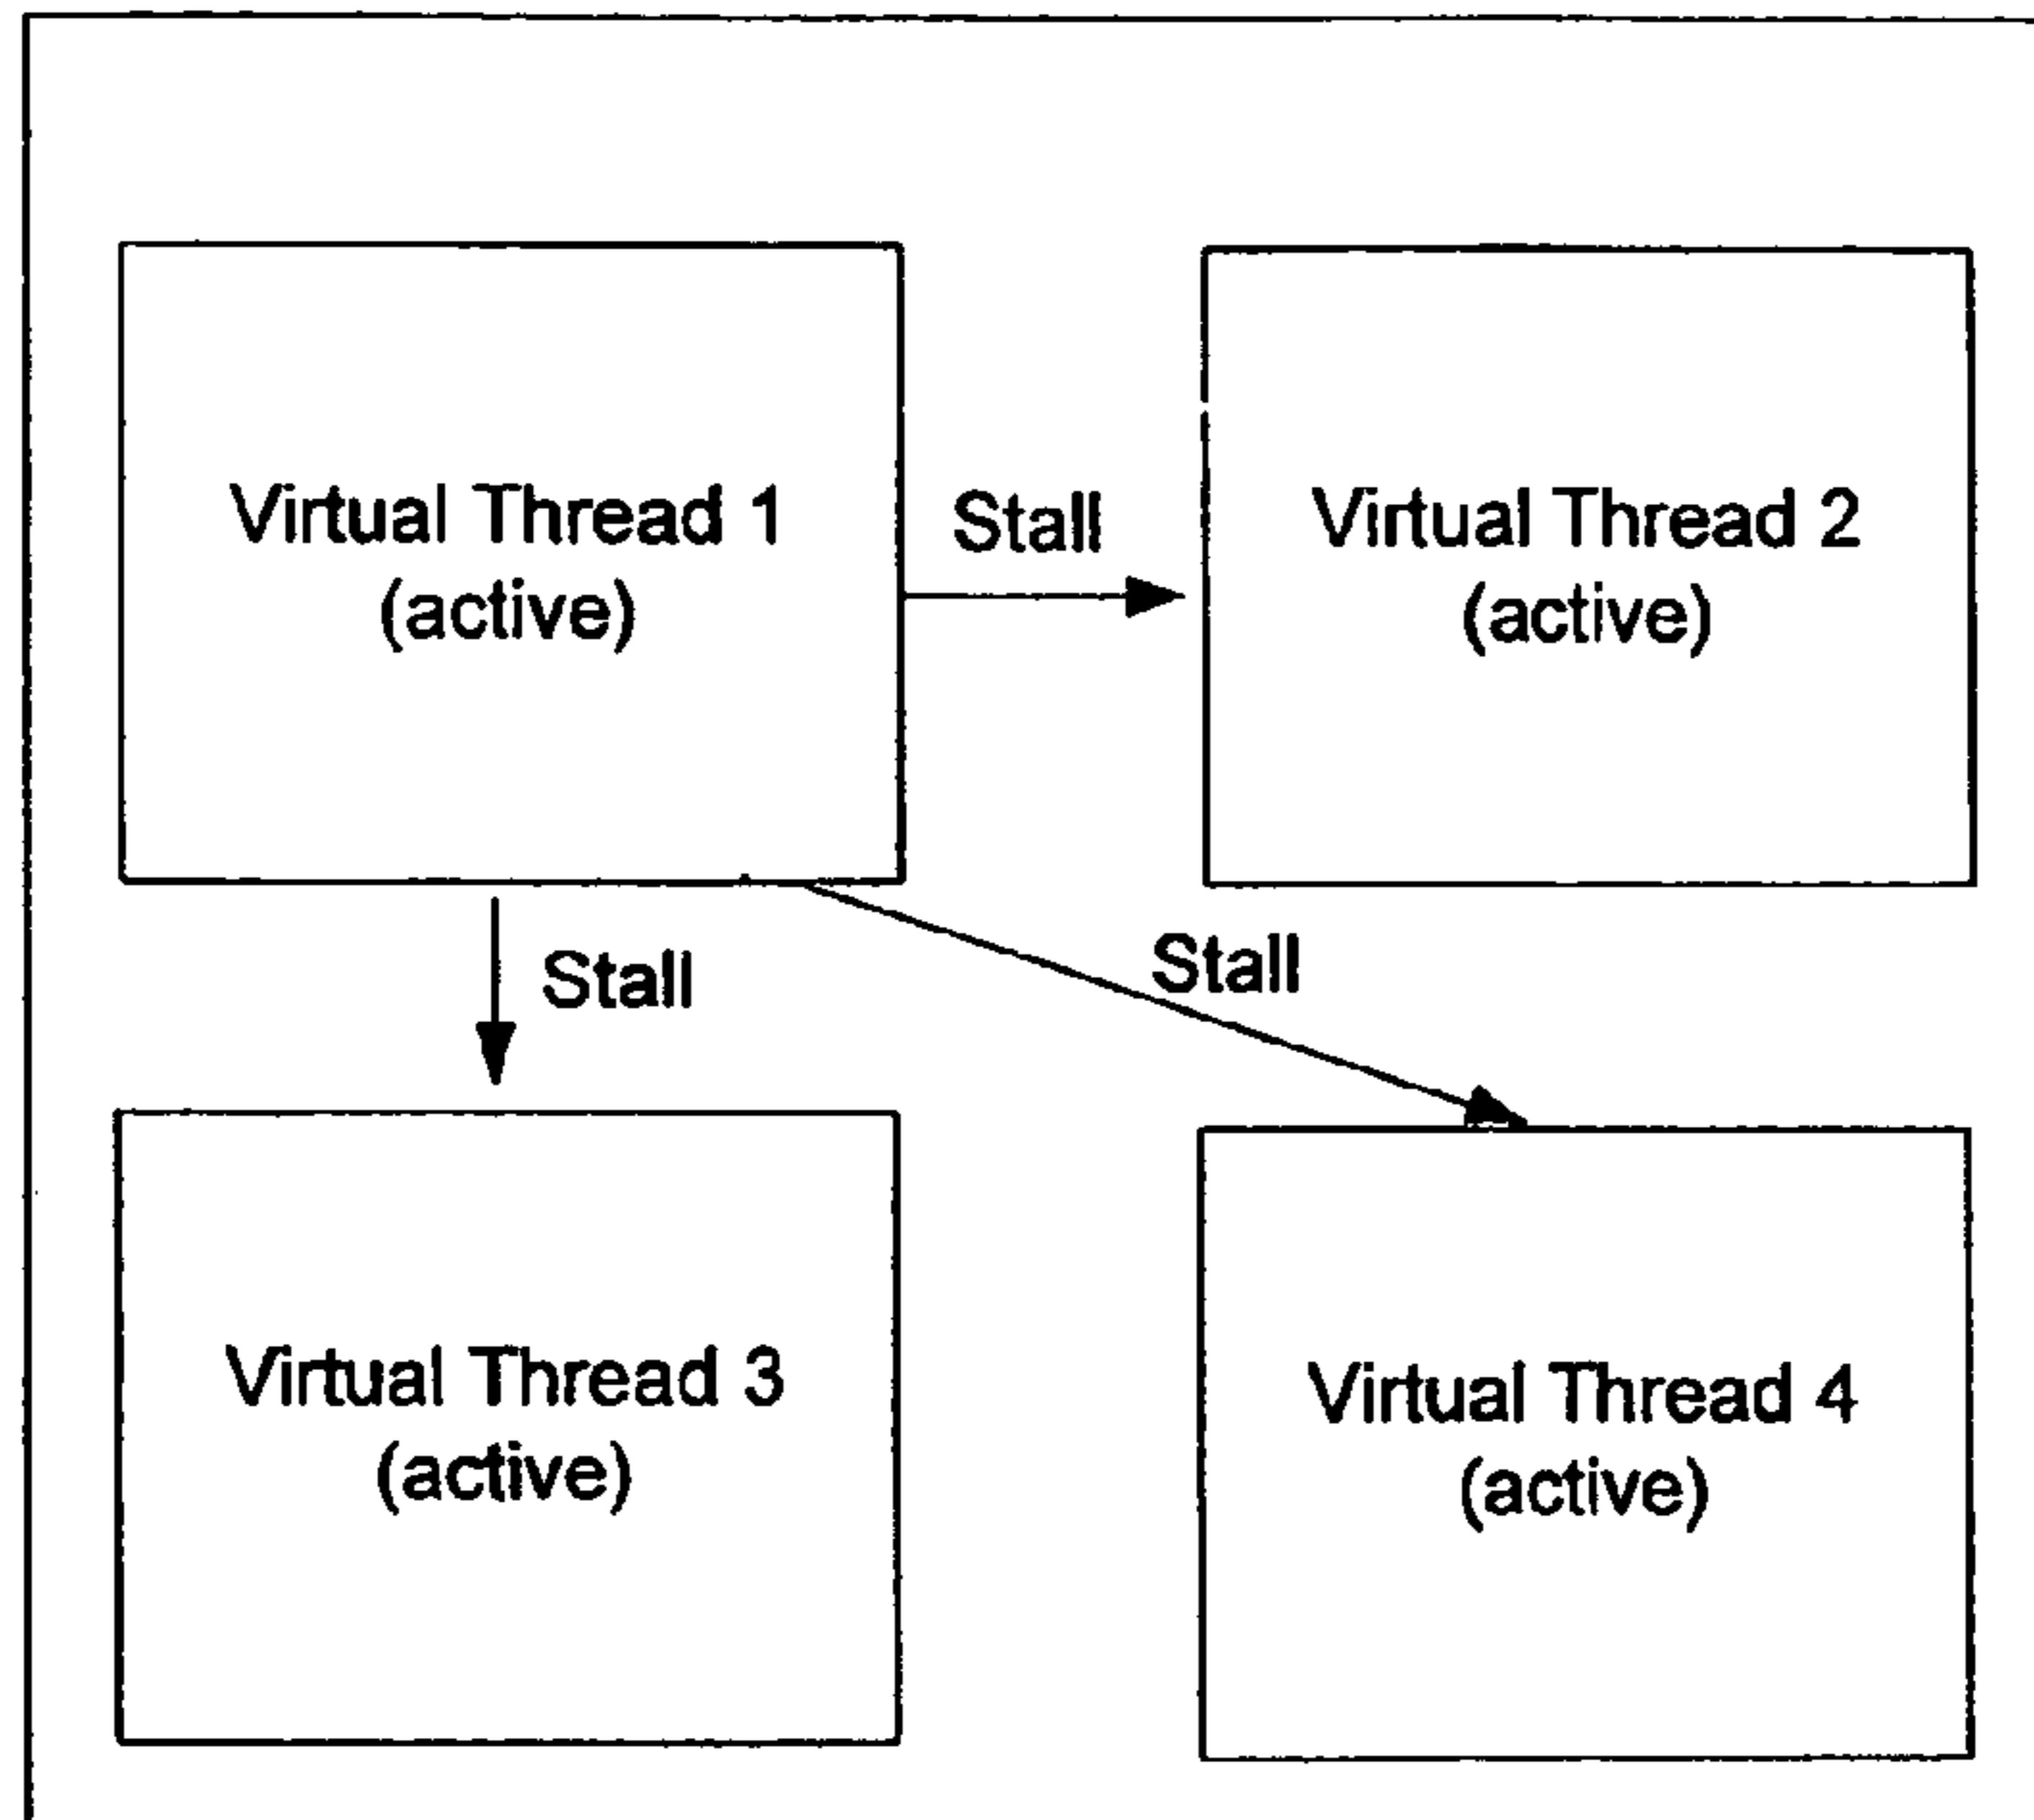 Virtual Thread 1
(active)
Stall
Virtual Thread 2
(active)
Stall
Stall
Virtual Thread 3
(active)
Virtual Thread 4
(active)